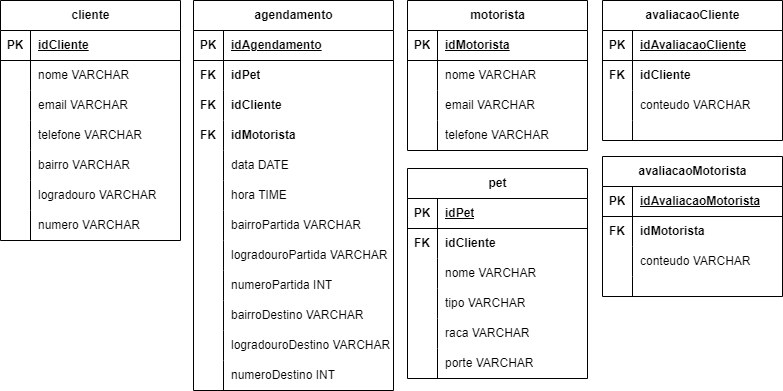 cliente
PK idCliente
nome VARCHAR
email VARCHAR
telefone VARCHAR
bairro VARCHAR
logradouro VARCHAR
numero VARCHAR
agendamento
PK idAgendamento
FK idPet
FK idCliente
FK idMotorista
data DATE
hora TIME
bairroPartida VARCHAR
logradouroPartida VARCHAR
numeroPartida INT
bairroDestino VARCHAR
logradouroDestino VARCHAR
numeroDestino INT
motorista
PK idMotorista
nome VARCHAR
email VARCHAR
telefone VARCHAR
pet
PK idPet
FK idCliente
nome VARCHAR
tipo VARCHAR
raca VARCHAR
porte VARCHAR
avaliacaoCliente
PK idAvaliacaoCliente
FK idCliente
conteudo VARCHAR
avaliacaoMotorista
PK idAvaliacaoMotorista
FK idMotorista
conteudo VARCHAR